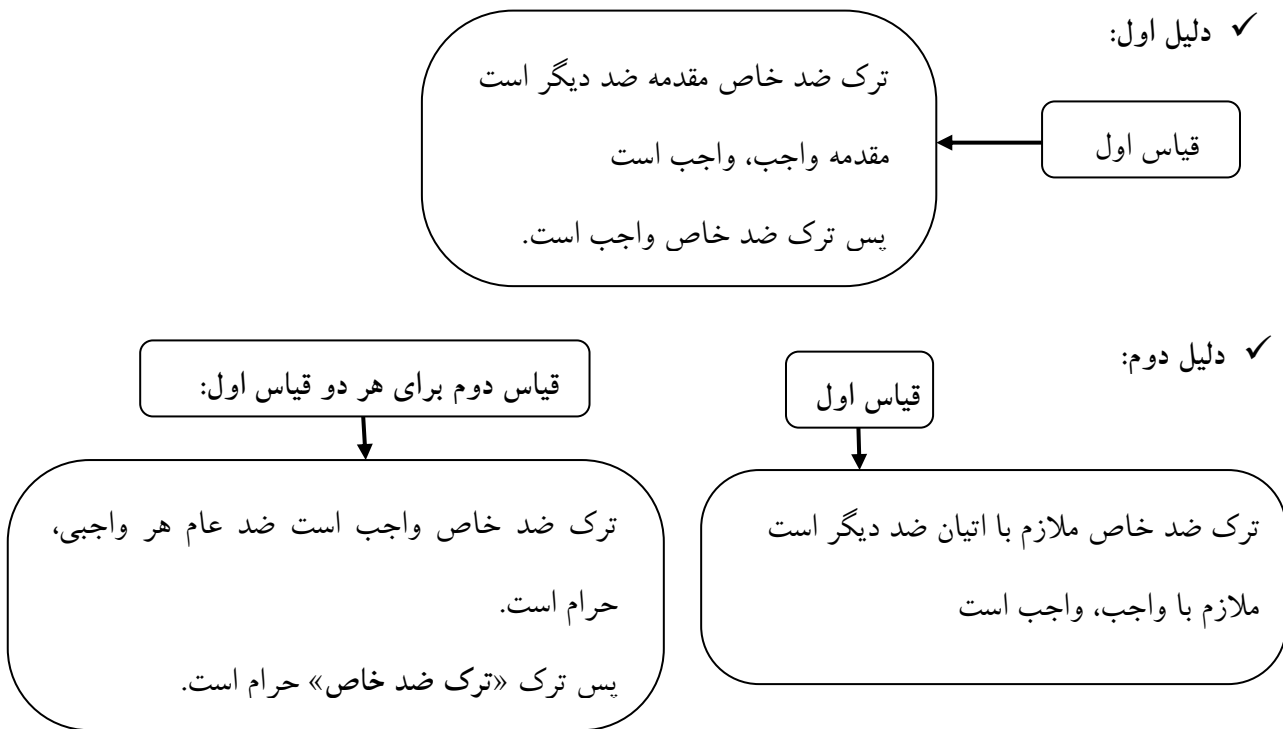 ✓ دلیل اول:
قیاس اول
ترک ضد خاص مقدمه ضد دیگر است
مقدمه واجب، واجب است
پس ترک ضد خاص واجب است.
✓ دلیل دوم:
قیاس اول
ترک ضد خاص ملازم با اتیان ضد دیگر است
ملازم با واجب، واجب است
قیاس دوم برای هر دو قیاس اول:
ترک ضد خاص واجب است ضد عام هر واجبی،
حرام است.
پس ترک «ترک ضد خاص» حرام است.